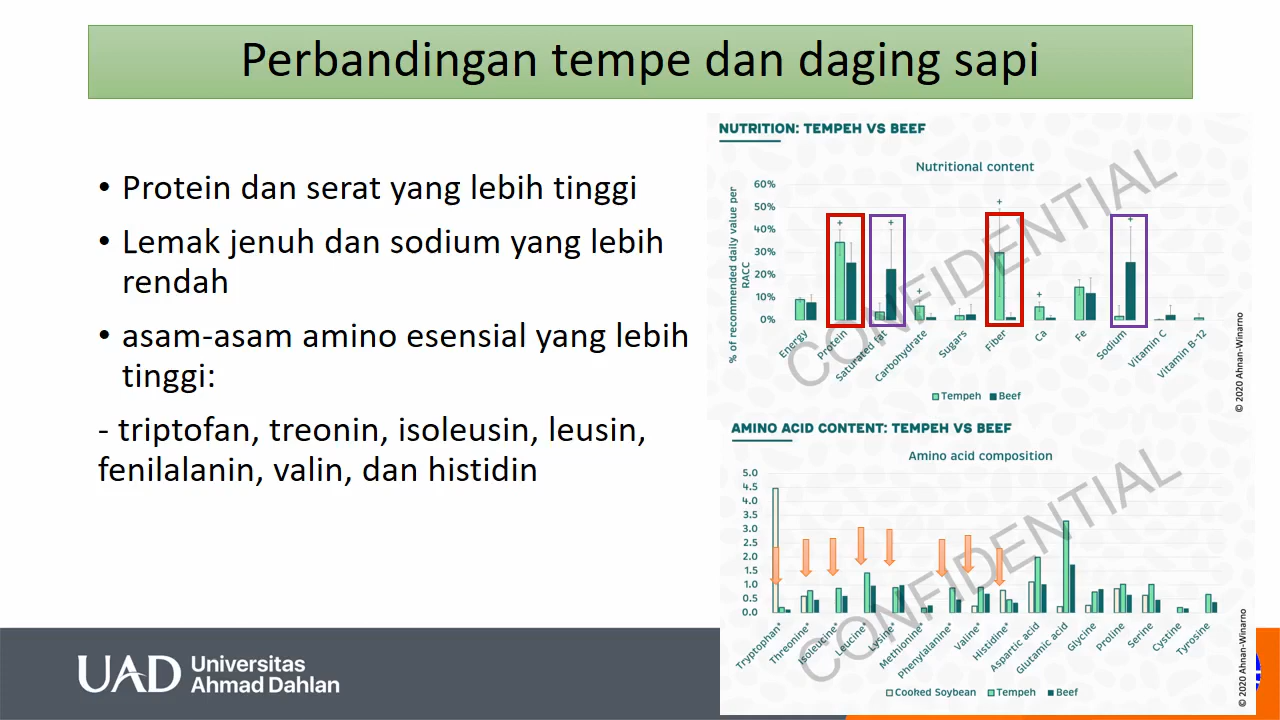 Perbandingan tempe dan daging sapi
• Protein dan serat yang lebih tinggi
• Lemak jenuh dan sodium yang lebih
rendah
• asam-asam amino esensial yang lebih
tinggi:
- triptofan, treonin, isoleusin, leusin,
fenilalanin, valin, dan histidin
NUTRITION: TEMPEH VS BEEF
Nutritional content
% of recommended daily value per
RACC
60%
50%
40%
30%
20%
10%
0%
+
+
+
+
+
+
Energy
Protein
Saturated fat
Carbohydrate
Sugars
Fiber
Ca
Fe
Sodium
Vitamin C
Vitamin B-12
Tempeh
Beef
CONFIDENTIAL
© 2020 Ahnan-Winarno
AMINO ACID CONTENT: TEMPEH VS BEEF
Amino acid composition
5.0
4.5
4.0
3.5
3.0
2.5
2.0
1.5
1.0
0.5
0.0
Tryptophan*
Threonine*
Isoleucine*
Leucine*
Lysine*
Methionine*
Phenylalanine*
Valine*
Histidine*
Aspartic acid
Glutamic acid
Glycine
Proline
Serine
Cystine
Tyrosine
Cooked Soybean
Tempeh
Beef
CONFIDENTIAL
© 2020 Ahnan-Winarno
UAD
Universitas
Ahmad Dahlan